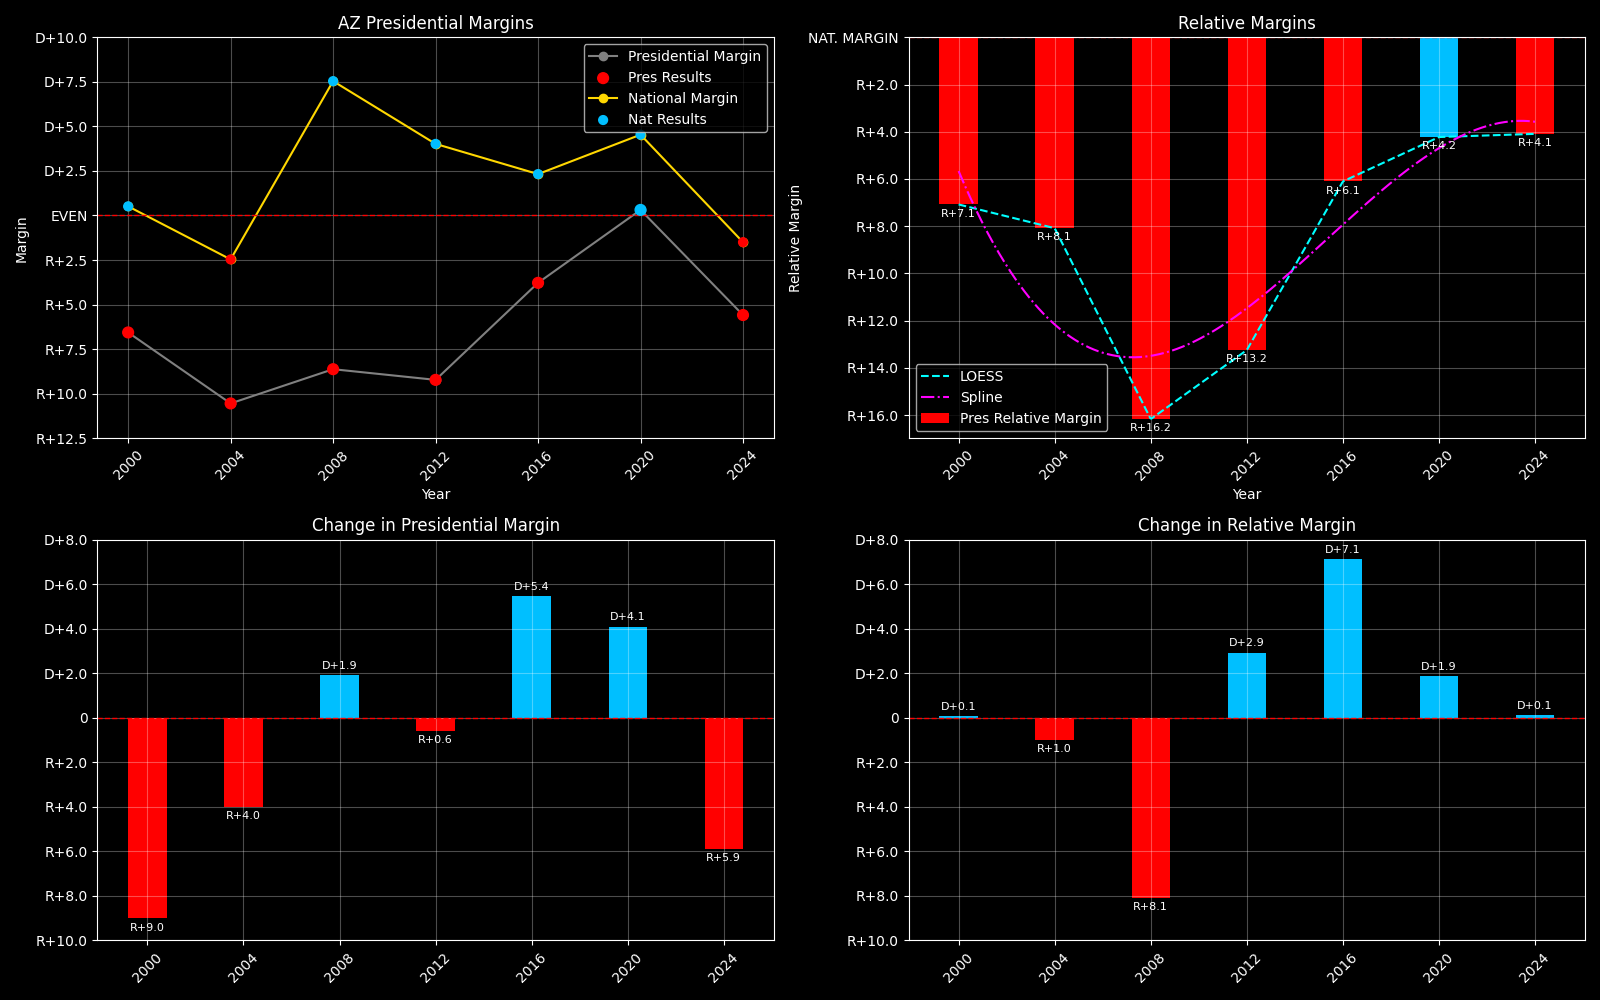 AZ Presidential Margins
D+10.0
D+7.5
D+5.0
D+2.5
EVEN
R+2.5
R+5.0
R+7.5
R+10.0
R+12.5
Margin
Presidential Margin
Pres Results
National Margin
Nat Results
2000
2004
2008
2012
2016
2020
2024
Year
Relative Margins
NAT. MARGIN
R+2.0
R+4.0
R+6.0
R+8.0
R+10.0
R+12.0
R+14.0
R+16.0
Relative Margin
R+7.1
R+8.1
R+16.2
R+13.2
R+6.1
R+4.2
R+4.1
LOESS
Spline
Pres Relative Margin
2000
2004
2008
2012
2016
2020
2024
Year
Change in Presidential Margin
D+8.0
D+6.0
D+4.0
D+2.0
0
R+2.0
R+4.0
R+6.0
R+8.0
R+10.0
R+9.0
R+4.0
D+1.9
R+0.6
D+5.4
D+4.1
R+5.9
2000
2004
2008
2012
2016
2020
2024
Change in Relative Margin
D+8.0
D+6.0
D+4.0
D+2.0
0
R+2.0
R+4.0
R+6.0
R+8.0
R+10.0
D+0.1
R+1.0
R+8.1
D+2.9
D+7.1
D+1.9
D+0.1
2000
2004
2008
2012
2016
2020
2024